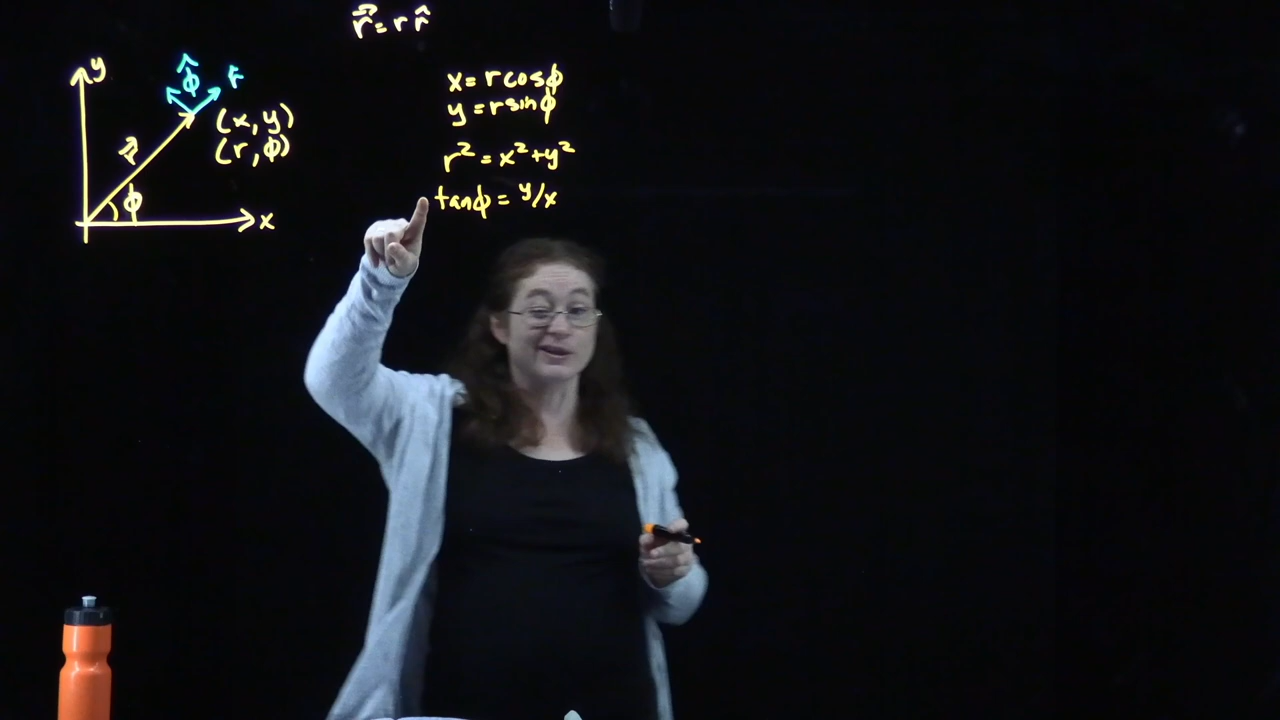 r⃗ = r r̂
y
φ̂ r̂
(x, y)
(r, φ)
r⃗
φ
x
x = r cos φ
y = r sin φ
r² = x² + y²
tan φ = y/x